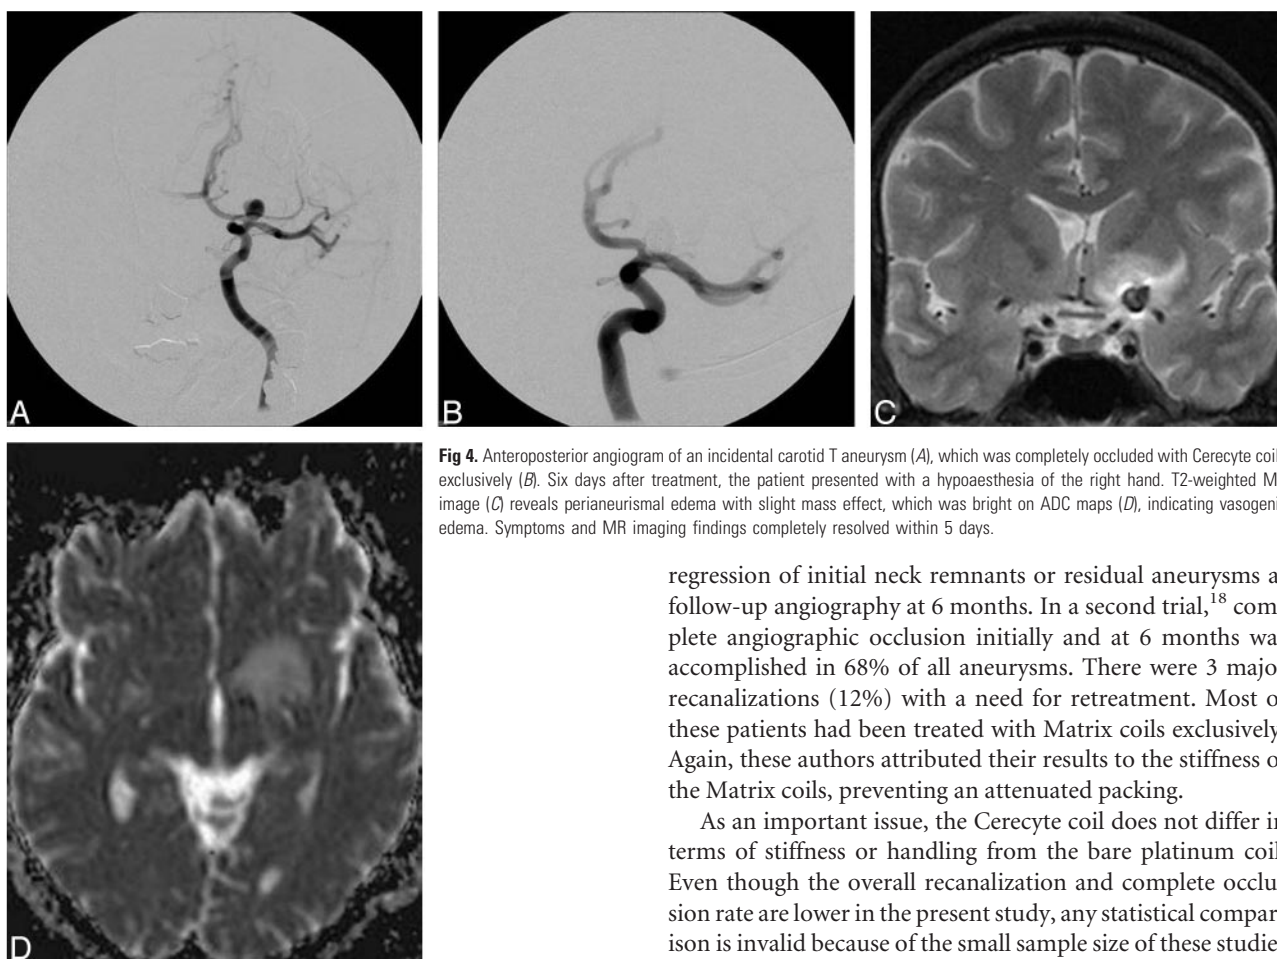 A
B
C
Fig 4. Anteroposterior angiogram of an incidental carotid T aneurysm (A), which was completely occluded with Cerecyte coil
exclusively (B). Six days after treatment, the patient presented with a hypoaesthesia of the right hand. T2-weighted M
image (C) reveals perianeurismal edema with slight mass effect, which was bright on ADC maps (D), indicating vasogeni
edema. Symptoms and MR imaging findings completely resolved within 5 days.
D
regression of initial neck remnants or residual aneurysms a
follow-up angiography at 6 months. In a second trial,18 com
plete angiographic occlusion initially and at 6 months wa
accomplished in 68% of all aneurysms. There were 3 majo
recanalizations (12%) with a need for retreatment. Most o
these patients had been treated with Matrix coils exclusively
Again, these authors attributed their results to the stiffness o
the Matrix coils, preventing an attenuated packing.
As an important issue, the Cerecyte coil does not differ in
terms of stiffness or handling from the bare platinum coil
Even though the overall recanalization and complete occlu
sion rate are lower in the present study, any statistical compar
ison is invalid because of the small sample size of these studie